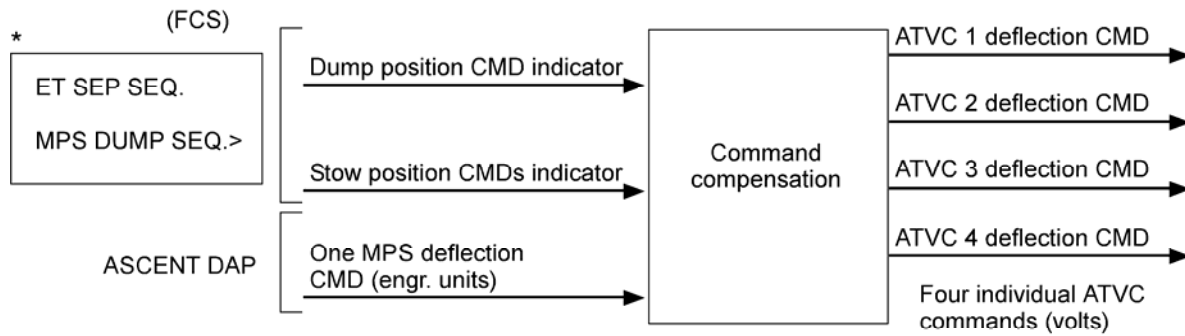 (FCS)
*
ET SEP SEQ.
MPS DUMP SEQ.>
Dump position CMD indicator
Stow position CMDs indicator
ASCENT DAP
One MPS deflection
CMD (engr. units)
Command
compensation
ATVC 1 deflection CMD
ATVC 2 deflection CMD
ATVC 3 deflection CMD
ATVC 4 deflection CMD
Four individual ATVC
commands (volts)